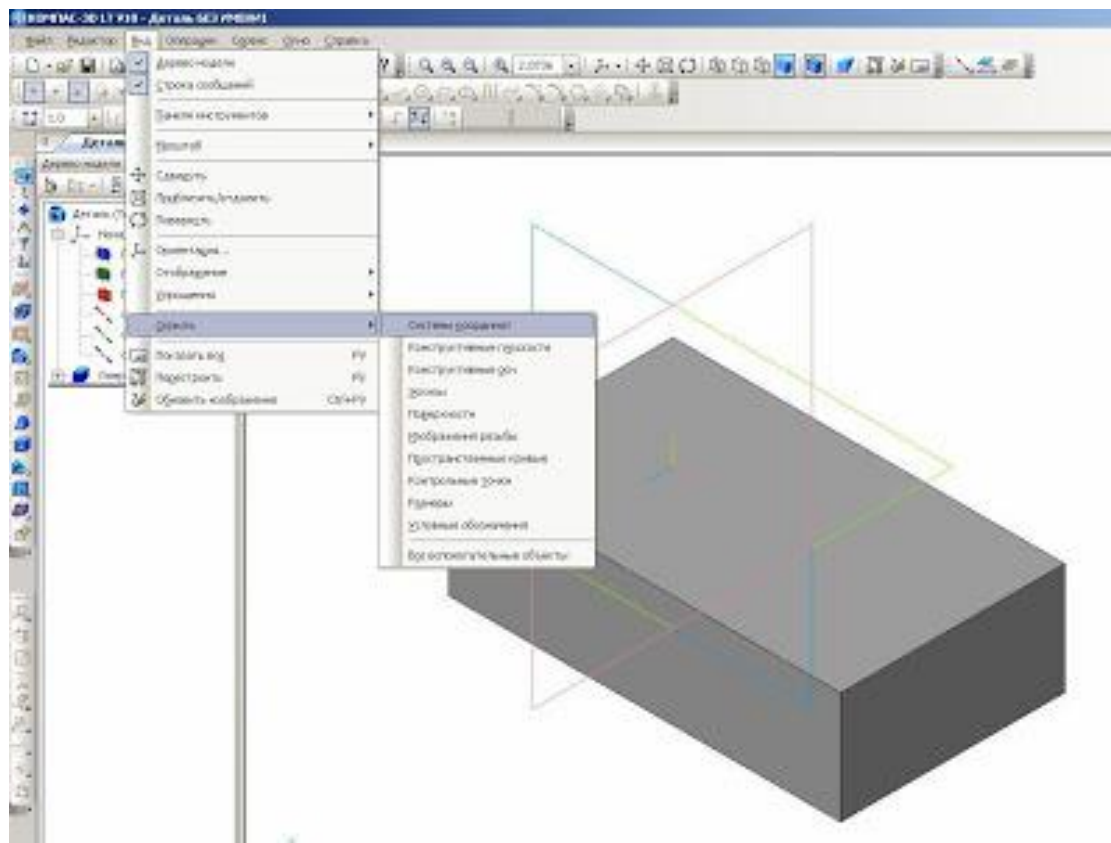 КОМПАС-3D LT V10 - Деталь БЕЗ ИМЕНИ1
Файл Редактор Вид Операции Сервис Окно Справка
Дерево модели
Строка сообщений
Панели инструментов
Масштаб
Сдвинуть
Приблизить/отдалить
Повернуть
Ориентация...
Отображение
Упрощения
Скрыть
Показать все
Перестроить F5
Обновить изображение Ctrl+F9
Системы координат
Конструктивные плоскости
Конструктивные оси
Эскизы
Поверхности
Изображения резьбы
Пространственные кривые
Контрольные точки
Размеры
Условные обозначения
Вспомогательные объекты
1.0
Деталь
Дерево модели
Деталь (Т